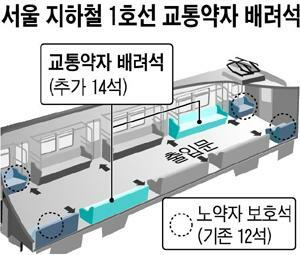 서울 지하철 1호선 교통약자 배려석
교통약자 배려석
(추가 14석)
출입문
노약자 보호석
(기존 12석)